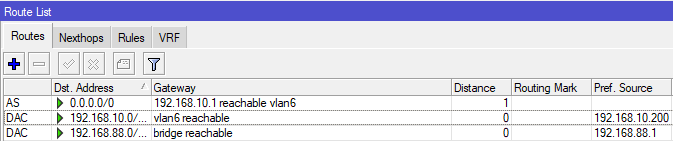 Route List
Routes Nexthops Rules VRF
Dst. Address / Gateway Distance Routing Mark Pref. Source
AS 0.0.0.0/0 192.168.10.1 reachable vlan6 1
DAC 192.168.10.0/... vlan6 reachable 0 192.168.10.200
DAC 192.168.88.0/... bridge reachable 0 192.168.88.1